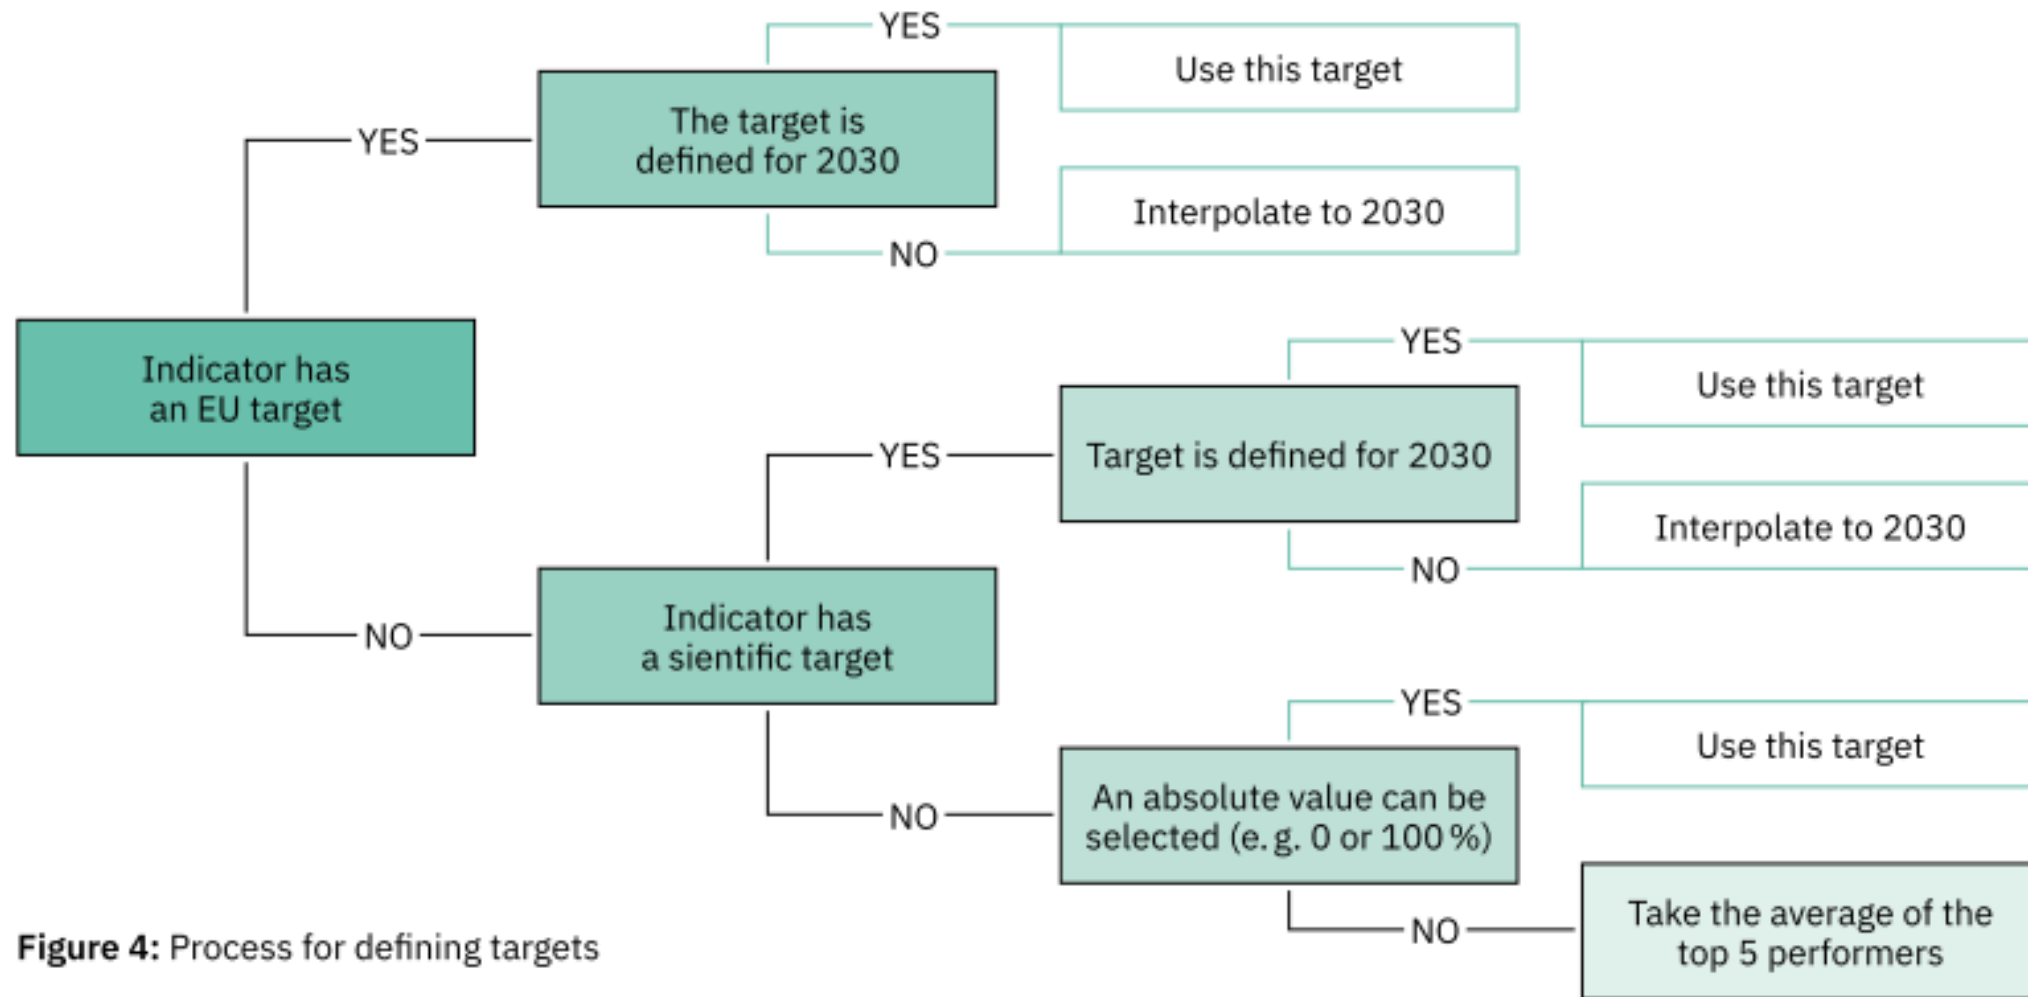 YES
Use this target
The target is
defined for 2030
YES
Interpolate to 2030
NO
Indicator has
an EU target
YES
Use this target
YES
Target is defined for 2030
Interpolate to 2030
NO
Indicator has
a sientific target
NO
YES
Use this target
An absolute value can be
selected (e. g. 0 or 100 %)
NO
Take the average of the
top 5 performers
NO
Figure 4: Process for defining targets